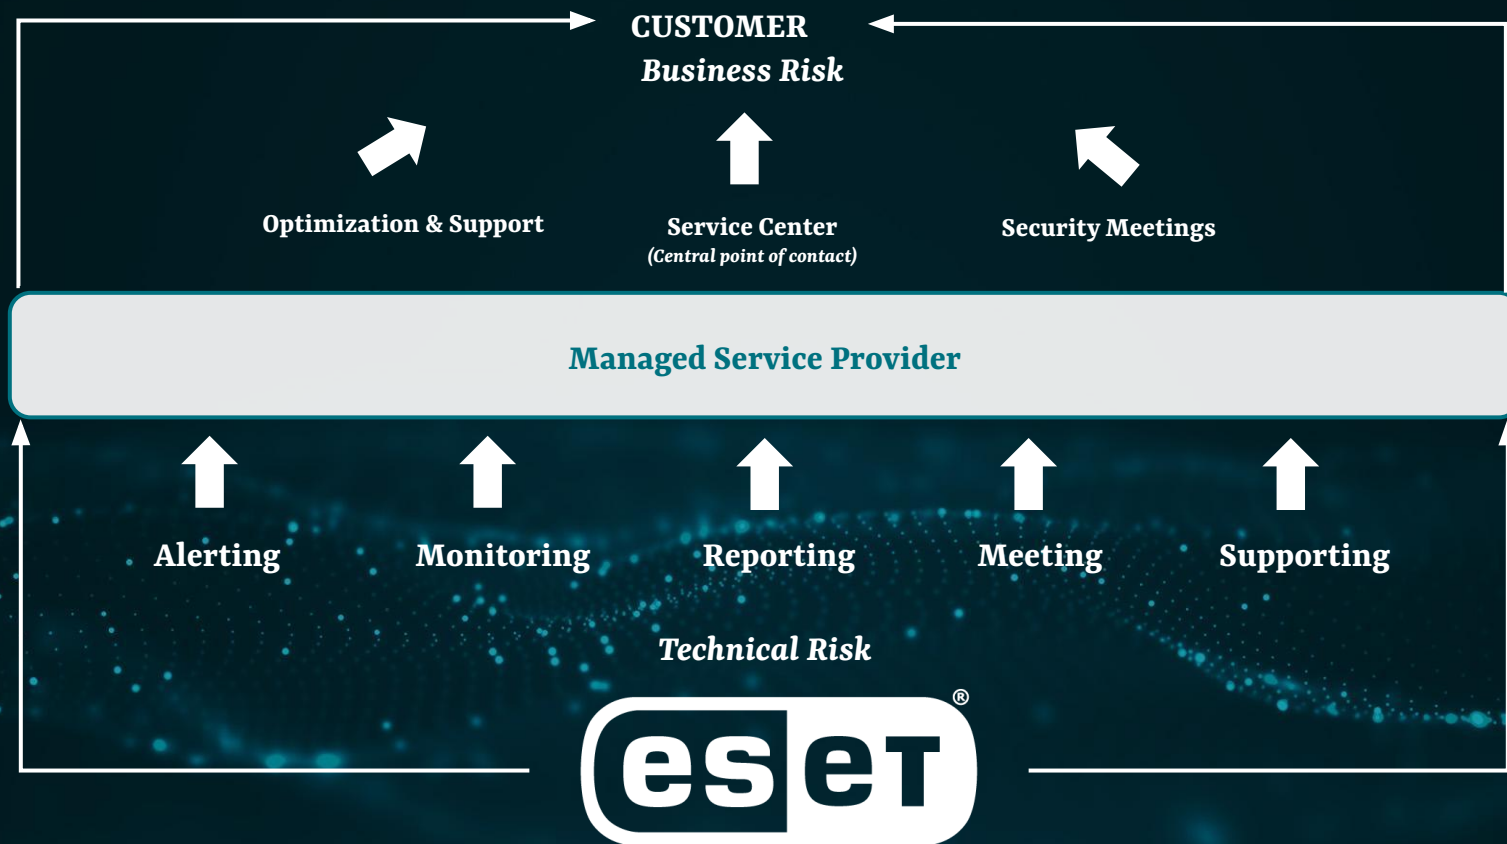 CUSTOMER
Business Risk
Optimization & Support
Service Center
(Central point of contact)
Security Meetings
Managed Service Provider
Alerting
Monitoring
Reporting
Meeting
Supporting
Technical Risk
eseT®